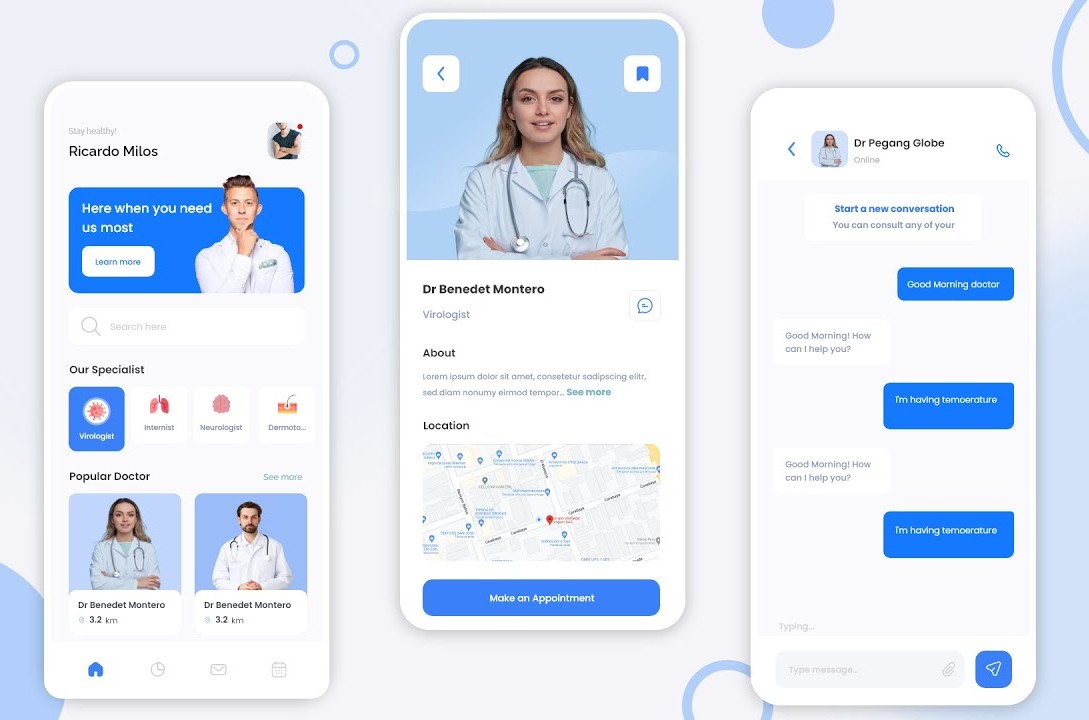 Stay healthy!
Ricardo Milos
Here when you need
us most
Learn more
Search here
Our Specialist
Virologist
Internist
Neurologist
Dermoto...
Popular Doctor
See more
Dr Benedet Montero
3.2 km
Dr Benedet Montero
3.2 km
Dr Benedet Montero
Virologist
About
Lorem ipsum dolor sit amet, consetetur sadipscing elitr,
sed diam nonumy eirmod tempor... See more
Location
Make an Appointment
Dr Pegang Globe
Online
Start a new conversation
You can consult any of your
Good Morning doctor
Good Morning! How
can I help you?
I'm having temoerature
Good Morning! How
can I help you?
I'm having temoerature
Typing...
Type message...